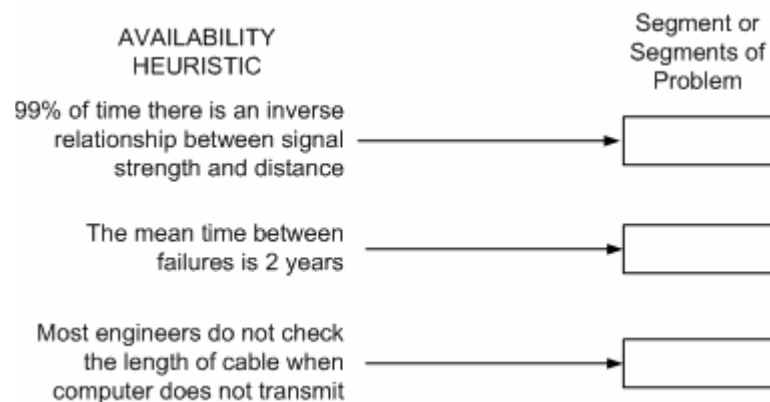 AVAILABILITY
HEURISTIC
Segment or
Segments of
Problem
99% of time there is an inverse
relationship between signal
strength and distance
The mean time between
failures is 2 years
Most engineers do not check
the length of cable when
computer does not transmit